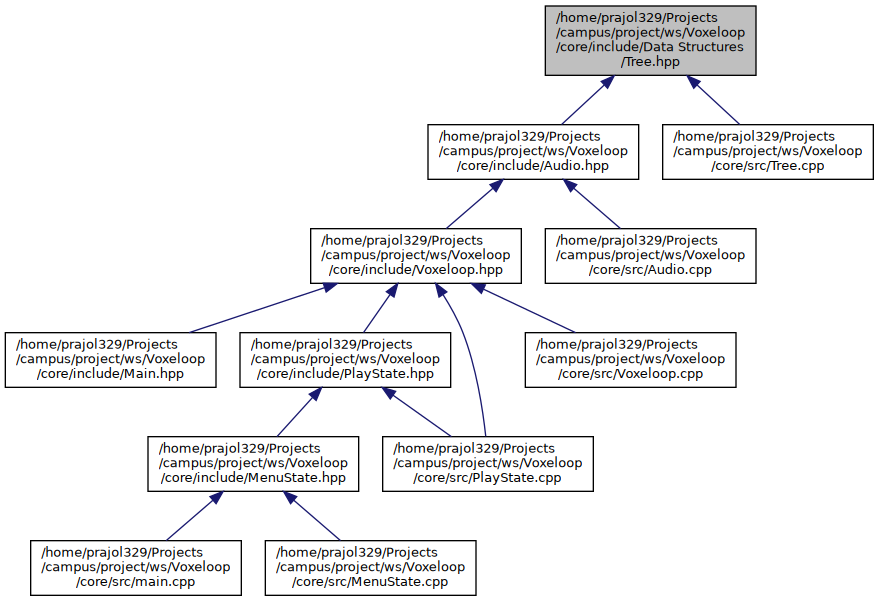 /home/prajol329/Projects
/campus/project/ws/Voxeloop
/core/include/Data Structures
/Tree.hpp
/home/prajol329/Projects
/campus/project/ws/Voxeloop
/core/include/Audio.hpp
/home/prajol329/Projects
/campus/project/ws/Voxeloop
/core/src/Tree.cpp
/home/prajol329/Projects
/campus/project/ws/Voxeloop
/core/include/Voxeloop.hpp
/home/prajol329/Projects
/campus/project/ws/Voxeloop
/core/src/Audio.cpp
/home/prajol329/Projects
/campus/project/ws/Voxeloop
/core/include/Main.hpp
/home/prajol329/Projects
/campus/project/ws/Voxeloop
/core/include/PlayState.hpp
/home/prajol329/Projects
/campus/project/ws/Voxeloop
/core/src/Voxeloop.cpp
/home/prajol329/Projects
/campus/project/ws/Voxeloop
/core/include/MenuState.hpp
/home/prajol329/Projects
/campus/project/ws/Voxeloop
/core/src/PlayState.cpp
/home/prajol329/Projects
/campus/project/ws/Voxeloop
/core/src/main.cpp
/home/prajol329/Projects
/campus/project/ws/Voxeloop
/core/src/MenuState.cpp